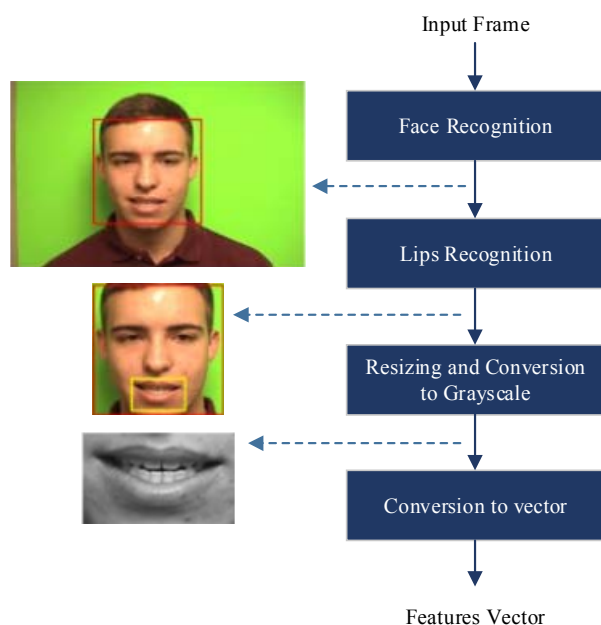 Input Frame
Face Recognition
Lips Recognition
Resizing and Conversion
to Grayscale
Conversion to vector
Features Vector